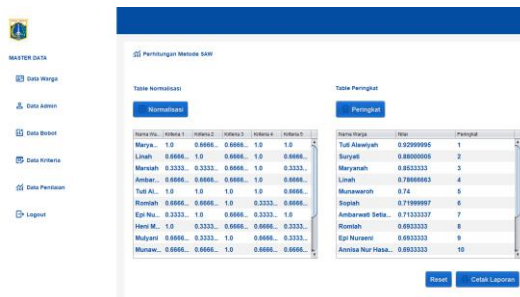 MASTER DATA
Data Warga
Data Admin
Data Bobot
Data Kriteria
Data Penilaian
Logout
Perhitungan Metode SAW
Table Normalisasi
Normalisasi
Nama Wa... Kriteria 1 Kriteria 2 Kriteria 3 Kriteria 4 Kriteria 5
Marya... 1.0 0.6666... 0.6666... 1.0 1.0
Linah 0.6666... 1.0 0.6666... 1.0 0.6666...
Marsiah 0.3333... 0.3333... 0.6666... 1.0 0.6666...
Ambar... 0.6666... 0.6666... 0.6666... 1.0 0.6666...
Tuti Al... 1.0 1.0 1.0 1.0 0.6666...
Romlah 0.6666... 0.6666... 1.0 0.3333... 0.6666...
Epi Nu... 0.3333... 1.0 0.6666... 0.3333... 1.0
Heni M... 1.0 0.3333... 0.6666... 0.6666... 0.3333...
Mulyani 0.6666... 0.3333... 1.0 0.6666... 0.3333...
Munaw... 0.6666... 0.6666... 1.0 0.6666... 0.6666...
Table Peringkat
Peringkat
Nama Warga Nilai Peringkat
Tuti Alawiyah 0.92999995 1
Suryati 0.88000005 2
Maryanah 0.8533333 3
Linah 0.78666663 4
Munawaroh 0.74 5
Sopiah 0.71999997 6
Ambarwati Setia... 0.71333337 7
Romlah 0.6933333 8
Epi Nuraeni 0.6933333 9
Annisa Nur Hasa... 0.6933333 10
Reset
Cetak Laporan